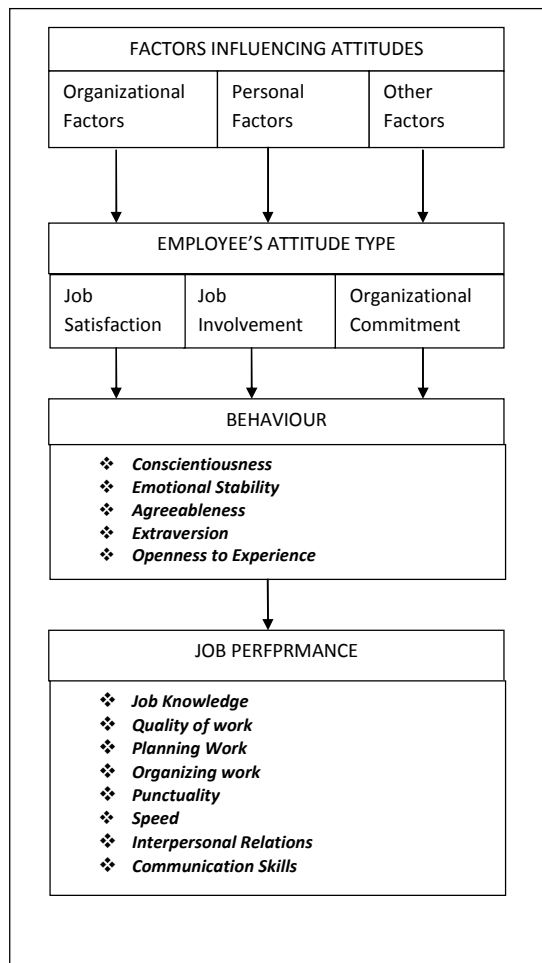 FACTORS INFLUENCING ATTITUDES
Organizational
Factors
Personal
Factors
Other
Factors
EMPLOYEE’S ATTITUDE TYPE
Job
Satisfaction
Job
Involvement
Organizational
Commitment
BEHAVIOUR
❖ Conscientiousness
❖ Emotional Stability
❖ Agreeableness
❖ Extraversion
❖ Openness to Experience
JOB PERFPRMANCE
❖ Job Knowledge
❖ Quality of work
❖ Planning Work
❖ Organizing work
❖ Punctuality
❖ Speed
❖ Interpersonal Relations
❖ Communication Skills